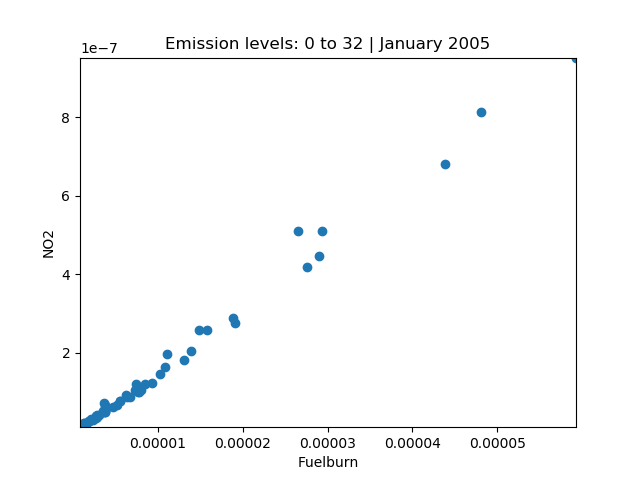 Emission levels: 0 to 32 | January 2005
1e−7
8
6
4
2
NO2
0.00001 0.00002 0.00003 0.00004 0.00005
Fuelburn